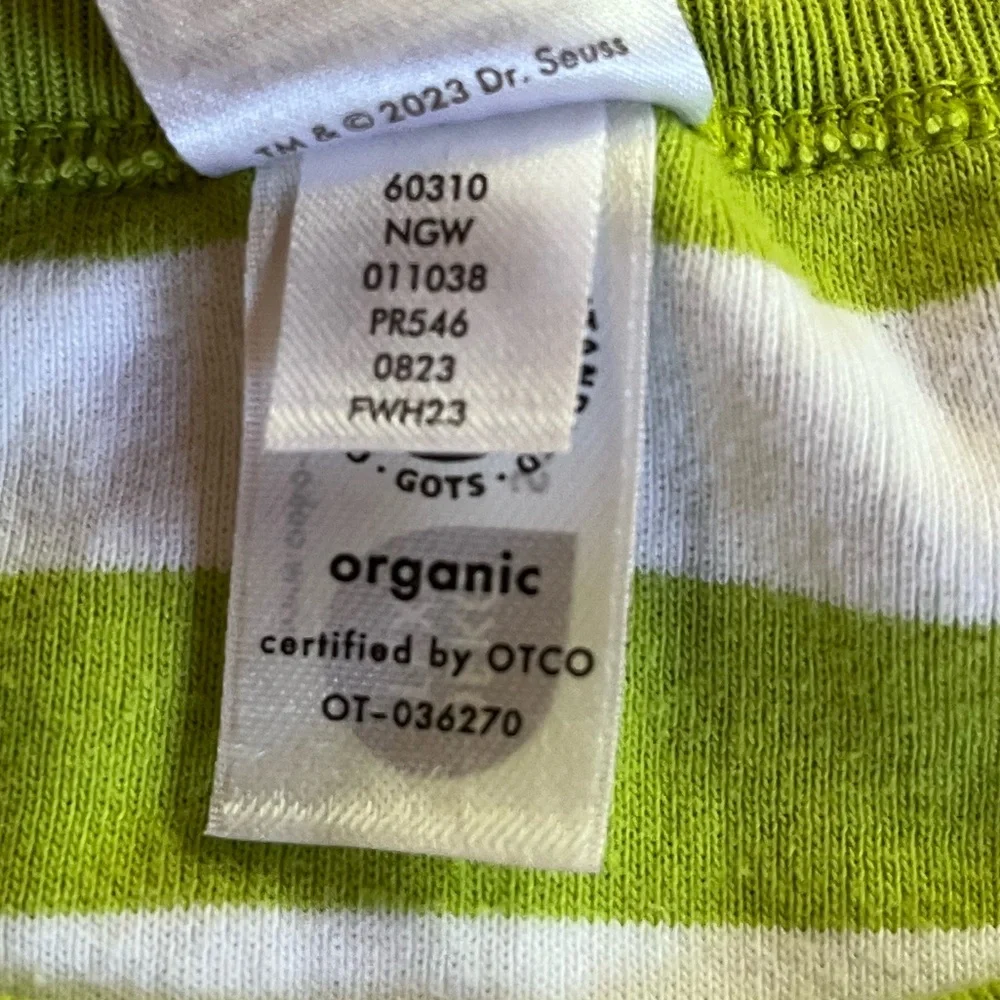 TM & © 2023 Dr. Seuss
60310
NGW
011038
PR546
0823
FWH23
· GOTS ·
organic
certified by OTCO
OT-036270